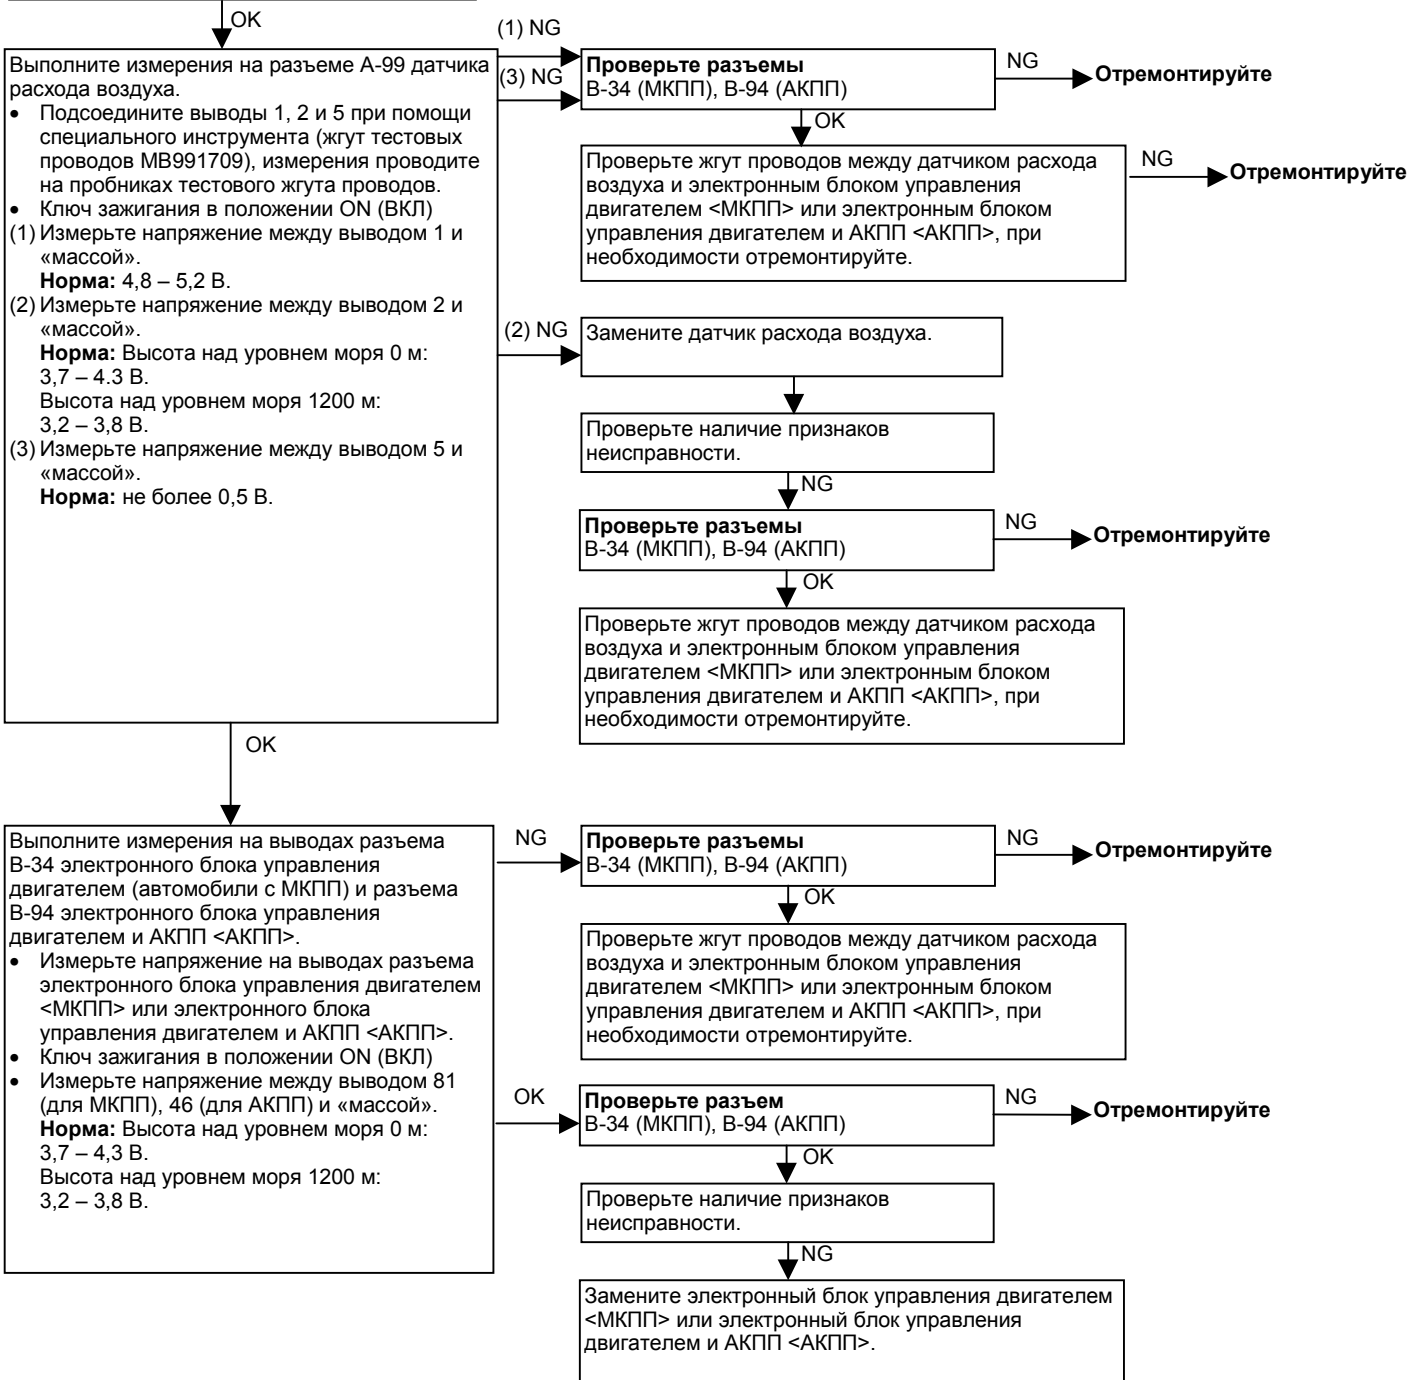 OK
Выполните измерения на разъеме А-99 датчика
расхода воздуха.
• Подсоедините выводы 1, 2 и 5 при помощи
специального инструмента (жгут тестовых
проводов МВ991709), измерения проводите
на пробниках тестового жгута проводов.
• Ключ зажигания в положении ON (ВКЛ)
(1) Измерьте напряжение между выводом 1 и
«массой».
Норма: 4,8 – 5,2 В.
(2) Измерьте напряжение между выводом 2 и
«массой».
Норма: Высота над уровнем моря 0 м:
3,7 – 4.3 В.
Высота над уровнем моря 1200 м:
3,2 – 3,8 В.
(3) Измерьте напряжение между выводом 5 и
«массой».
Норма: не более 0,5 В.
(1) NG
(3) NG
Проверьте разъемы
В-34 (МКПП), В-94 (АКПП)
NG
Отремонтируйте
OK
Проверьте жгут проводов между датчиком расхода
воздуха и электронным блоком управления
двигателем <МКПП> или электронным блоком
управления двигателем и АКПП <АКПП>, при
необходимости отремонтируйте.
NG
Отремонтируйте
(2) NG
Замените датчик расхода воздуха.
Проверьте наличие признаков
неисправности.
NG
Проверьте разъемы
В-34 (МКПП), В-94 (АКПП)
NG
Отремонтируйте
OK
Проверьте жгут проводов между датчиком расхода
воздуха и электронным блоком управления
двигателем <МКПП> или электронным блоком
управления двигателем и АКПП <АКПП>, при
необходимости отремонтируйте.
OK
Выполните измерения на выводах разъема
В-34 электронного блока управления
двигателем (автомобили с МКПП) и разъема
В-94 электронного блока управления
двигателем и АКПП <АКПП>.
• Измерьте напряжение на выводах разъема
электронного блока управления двигателем
<МКПП> или электронного блока
управления двигателем и АКПП <АКПП>.
• Ключ зажигания в положении ON (ВКЛ)
• Измерьте напряжение между выводом 81
(для МКПП), 46 (для АКПП) и «массой».
Норма: Высота над уровнем моря 0 м:
3,7 – 4,3 В.
Высота над уровнем моря 1200 м:
3,2 – 3,8 В.
NG
Проверьте разъемы
В-34 (МКПП), В-94 (АКПП)
NG
Отремонтируйте
OK
Проверьте жгут проводов между датчиком расхода
воздуха и электронным блоком управления
двигателем <МКПП> или электронным блоком
управления двигателем и АКПП <АКПП>, при
необходимости отремонтируйте.
OK
Проверьте разъем
В-34 (МКПП), В-94 (АКПП)
NG
Отремонтируйте
OK
Проверьте наличие признаков
неисправности.
NG
Замените электронный блок управления двигателем
<МКПП> или электронный блок управления
двигателем и АКПП <АКПП>.